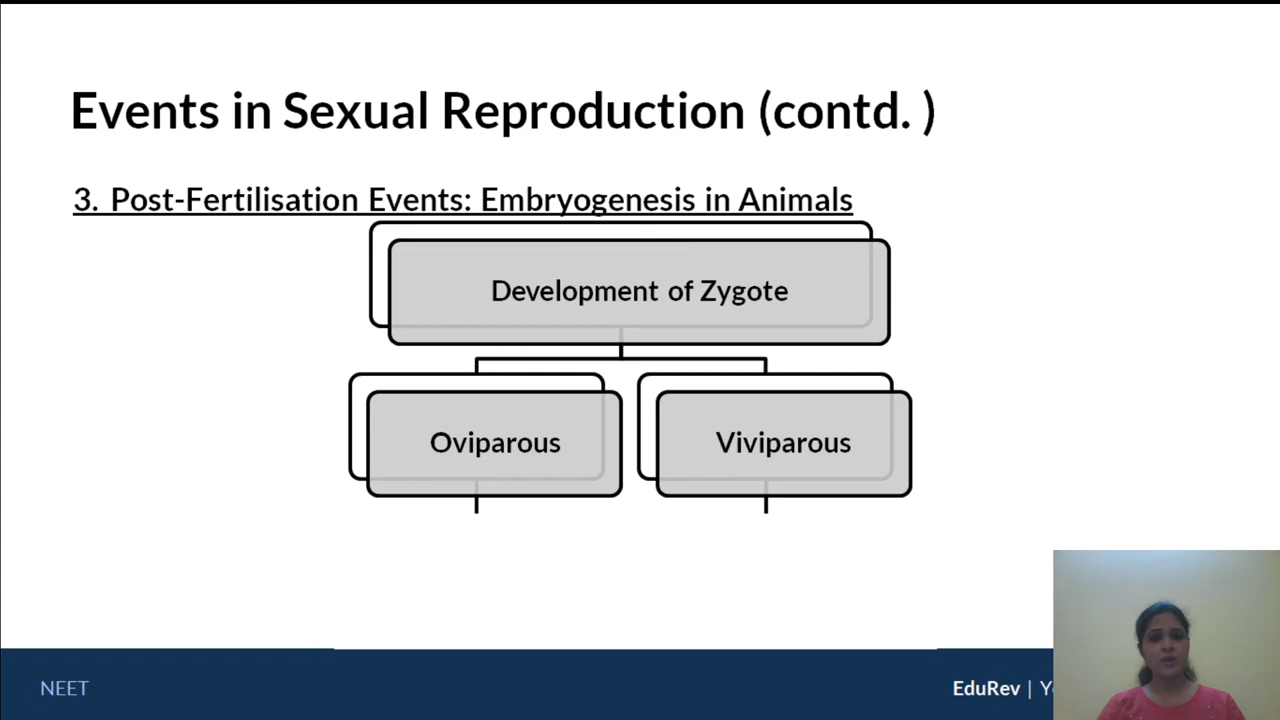 Events in Sexual Reproduction (contd. )
3. Post-Fertilisation Events: Embryogenesis in Animals
Development of Zygote
Oviparous Viviparous
NEET EduRev |